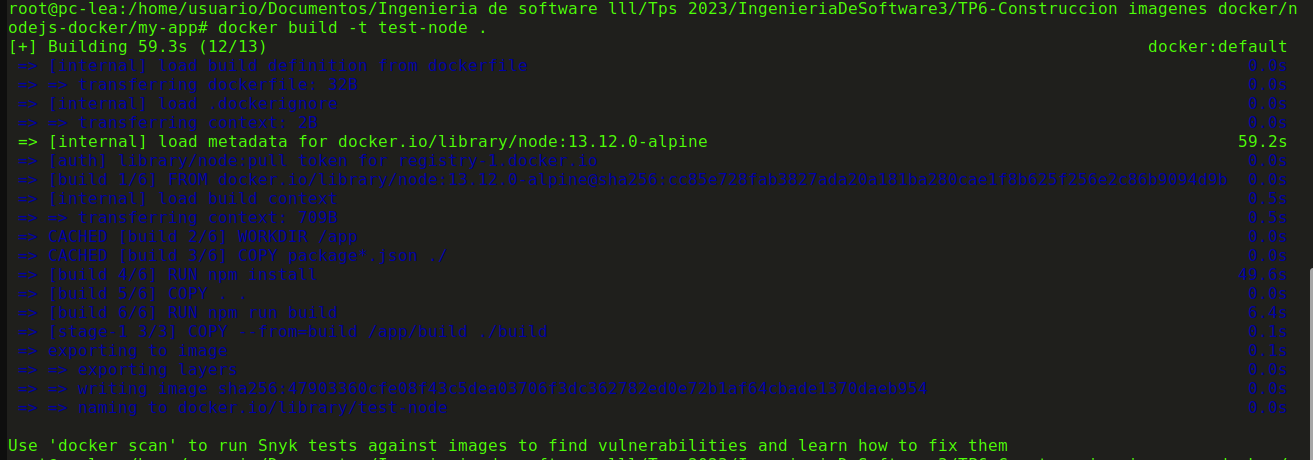 root@pc-lea:/home/usuario/Documentos/Ingenieria de software lll/Tps 2023/IngenieriaDeSoftware3/TP6-Construccion imagenes docker/n
odejs-docker/my-app# docker build -t test-node .
[+] Building 59.3s (12/13) docker:default
=> [internal] load build definition from dockerfile 0.0s
=> => transferring dockerfile: 32B 0.0s
=> [internal] load .dockerignore 0.0s
=> => transferring context: 2B 0.0s
=> [internal] load metadata for docker.io/library/node:13.12.0-alpine 59.2s
=> [auth] library/node:pull token for registry-1.docker.io 0.0s
=> [build 1/6] FROM docker.io/library/node:13.12.0-alpine@sha256:cc85e728fab3827ada20a181ba280cae1f8b625f256e2c86b9094d9b 0.0s
=> [internal] load build context 0.5s
=> => transferring context: 709B 0.5s
=> CACHED [build 2/6] WORKDIR /app 0.0s
=> CACHED [build 3/6] COPY package*.json ./ 0.0s
=> [build 4/6] RUN npm install 49.6s
=> [build 5/6] COPY . . 0.0s
=> [build 6/6] RUN npm run build 6.4s
=> [stage-1 3/3] COPY --from=build /app/build ./build 0.1s
=> exporting to image 0.1s
=> => exporting layers 0.0s
=> => writing image sha256:47903360cfe08f43c5dea03706f3dc362782ed0e72b1af64cbade1370daeb954 0.0s
=> => naming to docker.io/library/test-node 0.0s
Use 'docker scan' to run Snyk tests against images to find vulnerabilities and learn how to fix them